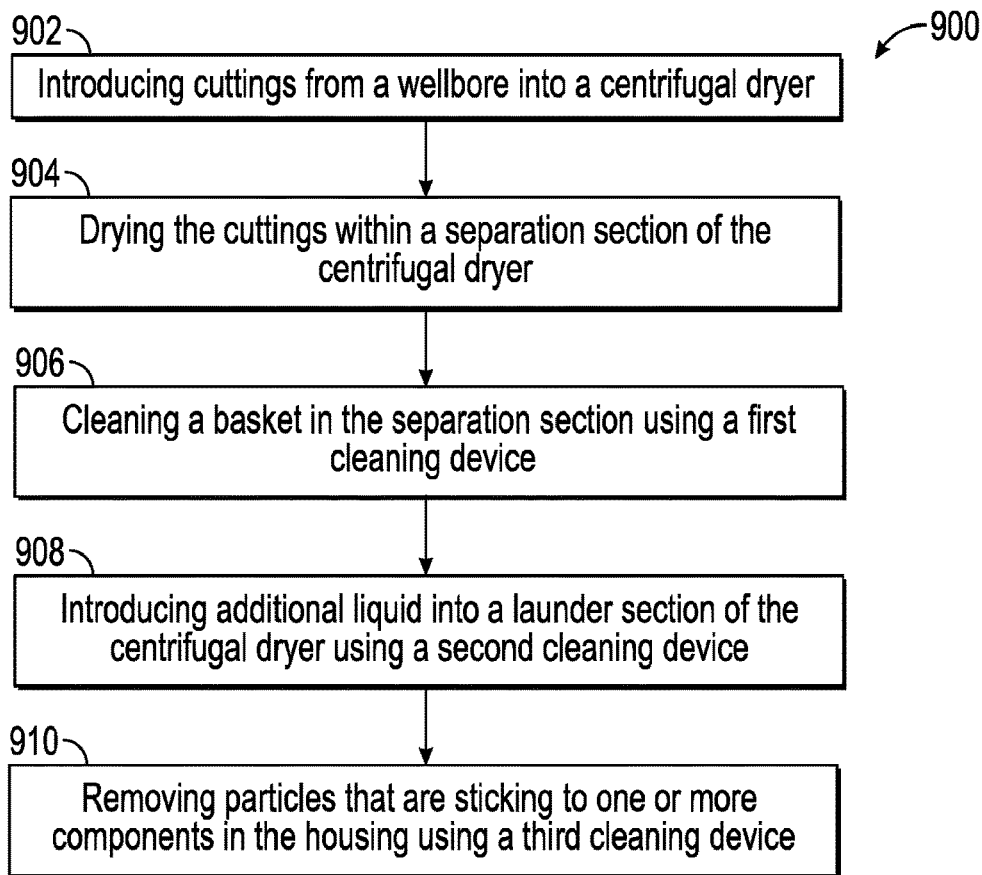 900
902
Introducing cuttings from a wellbore into a centrifugal dryer
904
Drying the cuttings within a separation section of the
centrifugal dryer
906
Cleaning a basket in the separation section using a first
cleaning device
908
Introducing additional liquid into a launder section of the
centrifugal dryer using a second cleaning device
910
Removing particles that are sticking to one or more
components in the housing using a third cleaning device